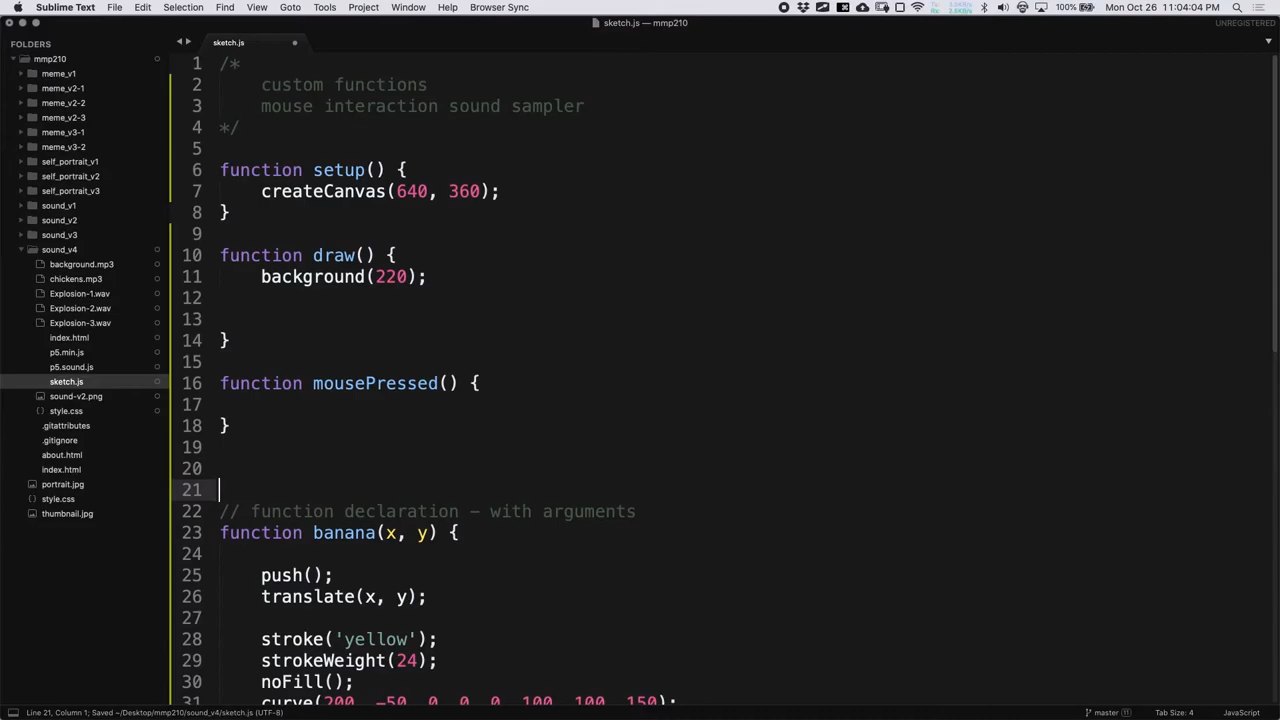 Sublime Text File Edit Selection Find View Goto Tools Project Window Help Browser Sync 100% Mon Oct 26 11:04:04 PM
sketch.js — mmp210
UNREGISTERED
FOLDERS
sketch.js
mmp210
meme_v1
meme_v2-1
meme_v2-2
meme_v2-3
meme_v3-1
meme_v3-2
self_portrait_v1
self_portrait_v2
self_portrait_v3
sound_v1
sound_v2
sound_v3
sound_v4
background.mp3
chickens.mp3
Explosion-1.wav
Explosion-2.wav
Explosion-3.wav
index.html
p5.min.js
p5.sound.js
sketch.js
sound-v2.png
style.css
.gitattributes
.gitignore
about.html
index.html
portrait.jpg
style.css
thumbnail.jpg
1 /*
2 custom functions
3 mouse interaction sound sampler
4 */
5
6 function setup() {
7 createCanvas(640, 360);
8 }
9
10 function draw() {
11 background(220);
12
13
14 }
15
16 function mousePressed() {
17
18 }
19
20
21
22 // function declaration - with arguments
23 function banana(x, y) {
24
25 push();
26 translate(x, y);
27
28 stroke('yellow');
29 strokeWeight(24);
30 noFill();
31 curve(200, -50, 0, 0, 0, 100, 100, 150);
Line 21, Column 1; Saved ~/Desktop/mmp210/sound_v4/sketch.js (UTF-8)
master 11
Tab Size: 4
JavaScript